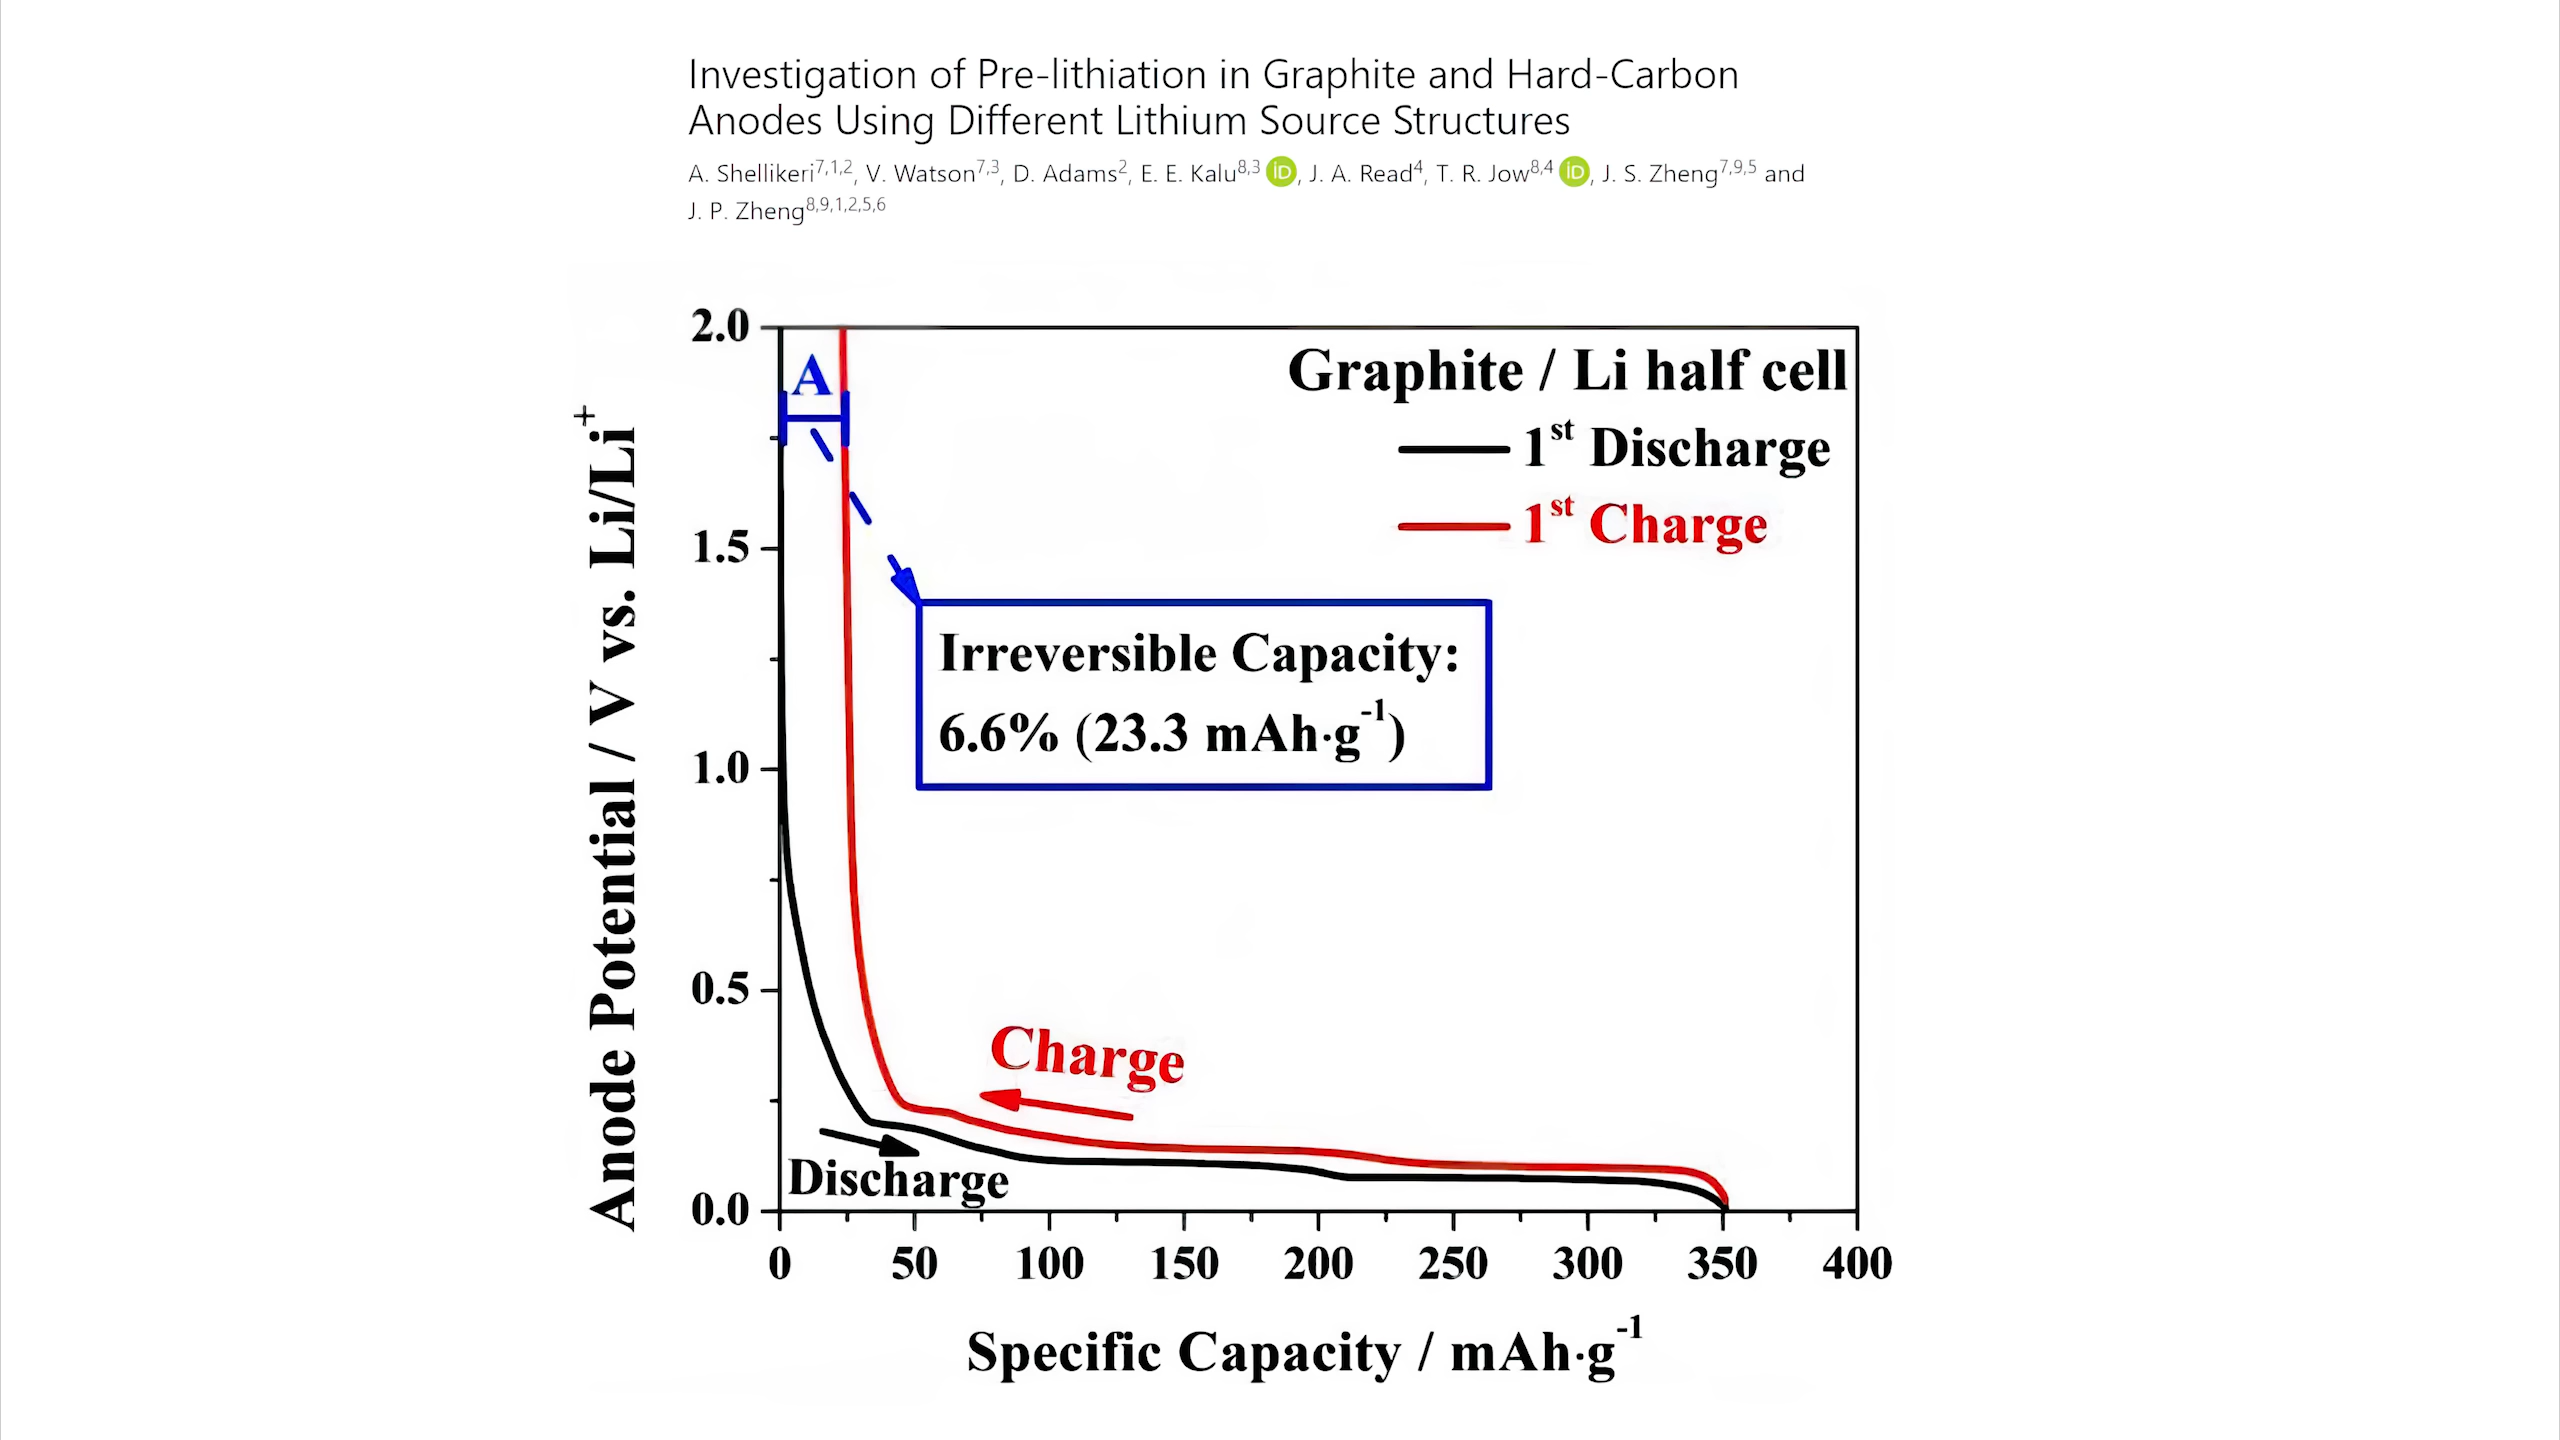 Investigation of Pre-lithiation in Graphite and Hard-Carbon
Anodes Using Different Lithium Source Structures
A. Shellikeri7,1,2, V. Watson7,3, D. Adams2, E. E. Kalu8,3 iD, J. A. Read4, T. R. Jow8,4 iD, J. S. Zheng7,9,5 and
J. P. Zheng8,9,1,2,5,6
2.0
A
Graphite / Li half cell
1st Discharge
1st Charge
1.5
Irreversible Capacity:
6.6% (23.3 mAh·g-1)
1.0
0.5
Charge
Discharge
0.0
Anode Potential / V vs. Li/Li+
0 50 100 150 200 250 300 350 400
Specific Capacity / mAh·g-1